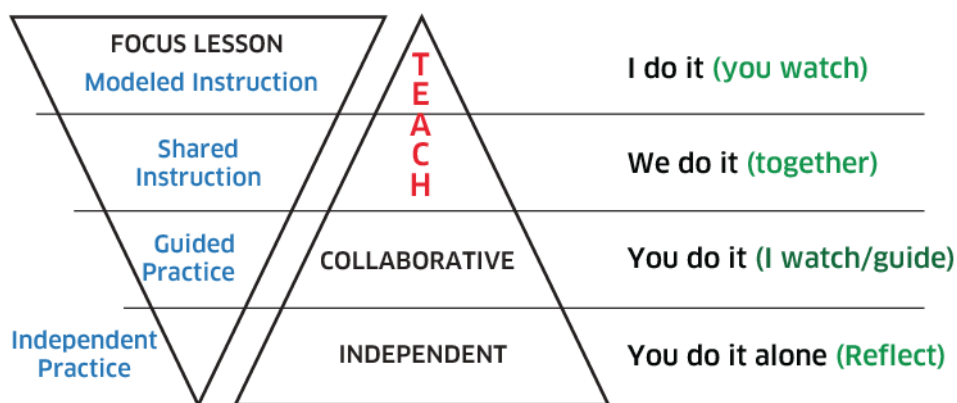 FOCUS LESSON
Modeled Instruction
TEACH
I do it (you watch)
Shared
Instruction
We do it (together)
Guided
Practice
COLLABORATIVE
You do it (I watch/guide)
Independent
Practice
INDEPENDENT
You do it alone (Reflect)